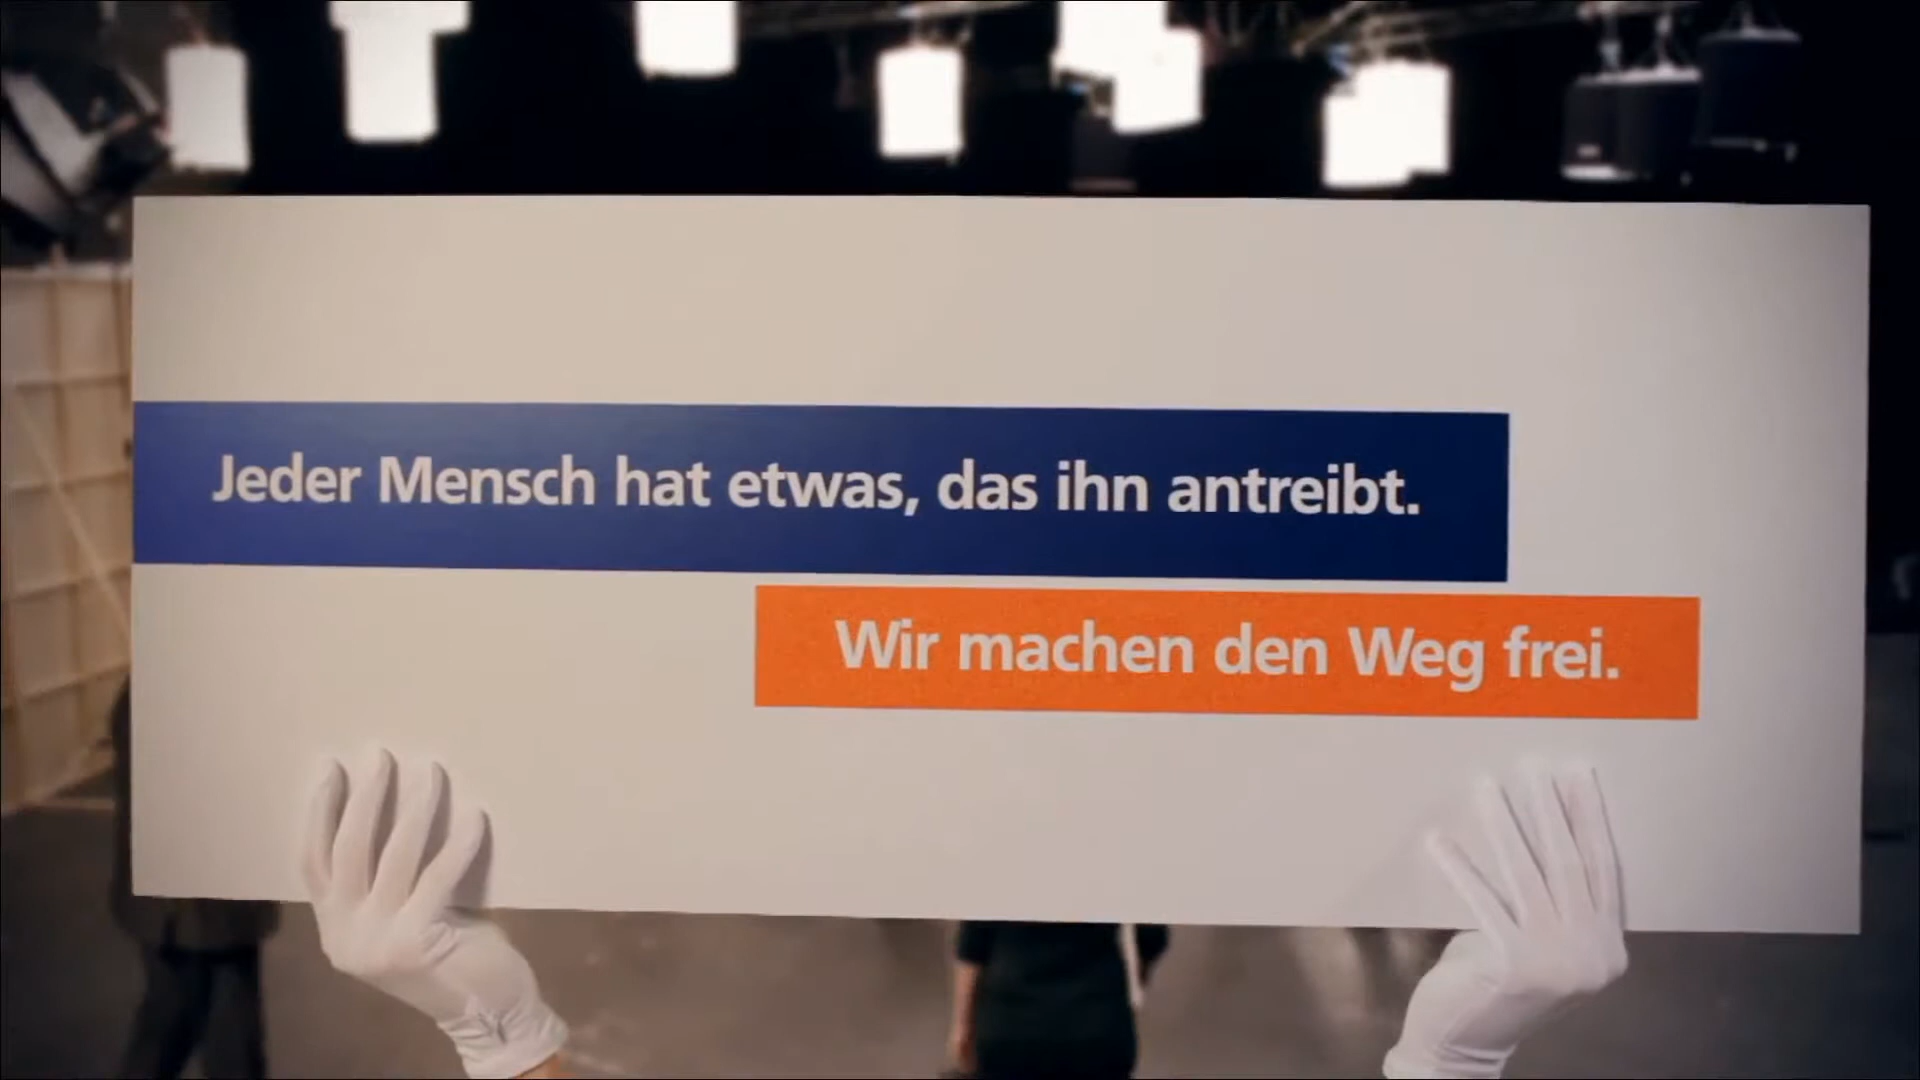 Jeder Mensch hat etwas, das ihn antreibt.
Wir machen den Weg frei.